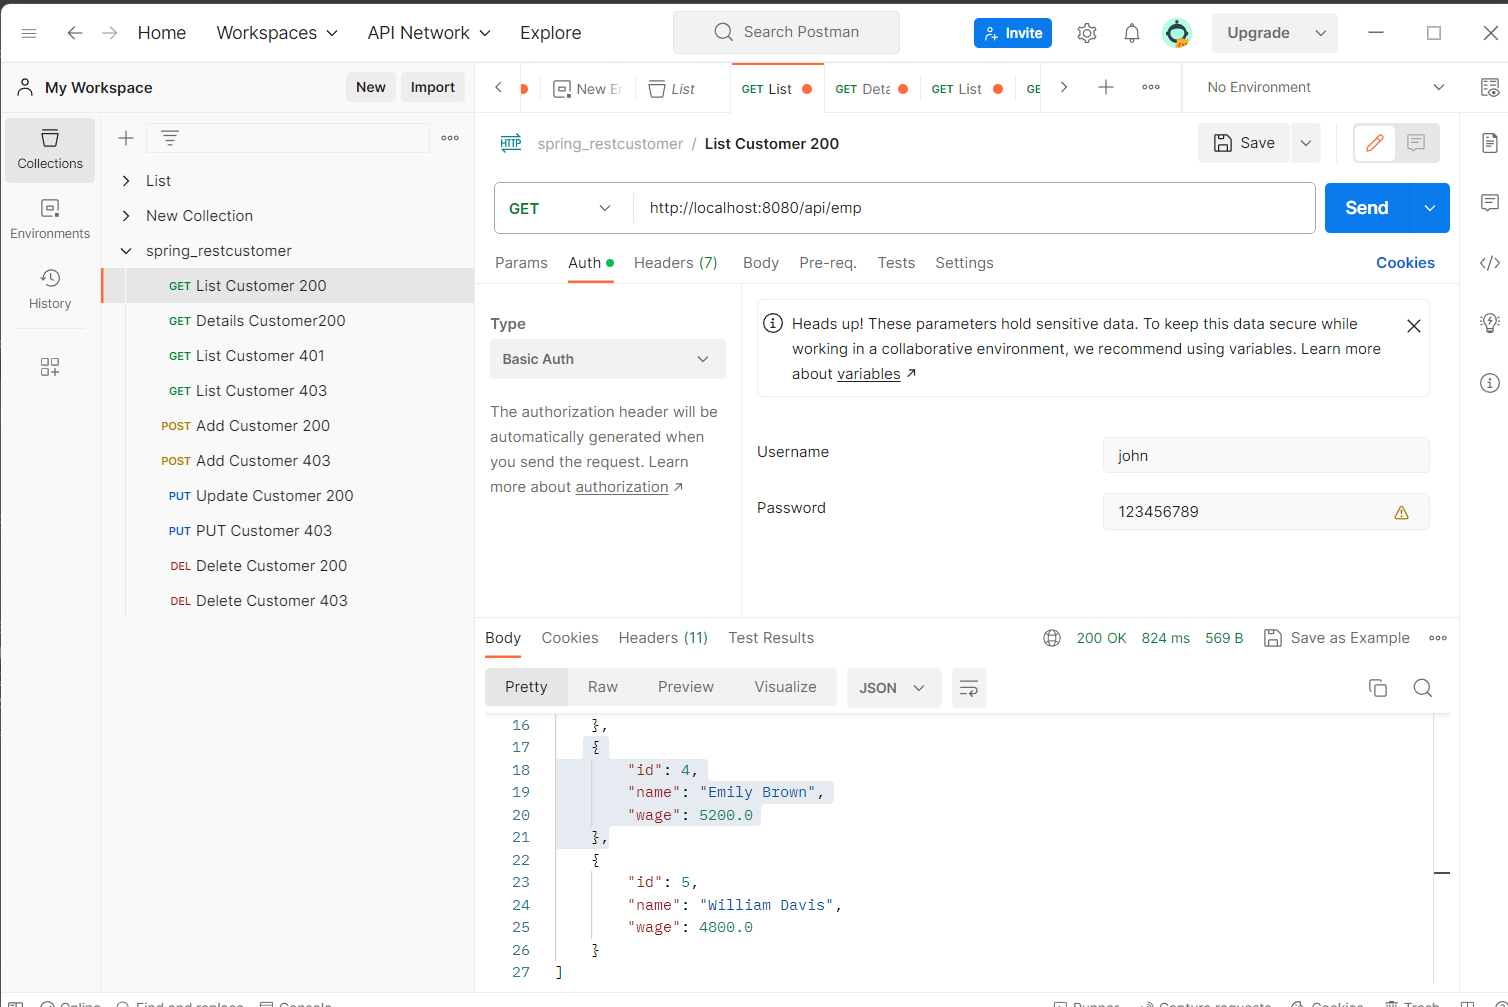 Home Workspaces API Network Explore Search Postman Invite Upgrade
My Workspace New Import New List GET List GET Deta GET List No Environment
Collections
Environments
History
List
New Collection
spring_restcustomer
GET List Customer 200
GET Details Customer200
GET List Customer 401
GET List Customer 403
POST Add Customer 200
POST Add Customer 403
PUT Update Customer 200
PUT PUT Customer 403
DEL Delete Customer 200
DEL Delete Customer 403
HTTP spring_restcustomer / List Customer 200 Save
GET http://localhost:8080/api/emp Send
Params Auth Headers (7) Body Pre-req. Tests Settings Cookies
Type
Basic Auth
The authorization header will be
automatically generated when
you send the request. Learn
more about authorization ↗
Heads up! These parameters hold sensitive data. To keep this data secure while
working in a collaborative environment, we recommend using variables. Learn more
about variables ↗
Username john
Password 123456789
Body Cookies Headers (11) Test Results 200 OK 824 ms 569 B Save as Example
Pretty Raw Preview Visualize JSON
16 },
17 {
18 "id": 4,
19 "name": "Emily Brown",
20 "wage": 5200.0
21 },
22 {
23 "id": 5,
24 "name": "William Davis",
25 "wage": 4800.0
26 }
27 ]
Online Find and replace Console Runner Capture requests Cookies Trash